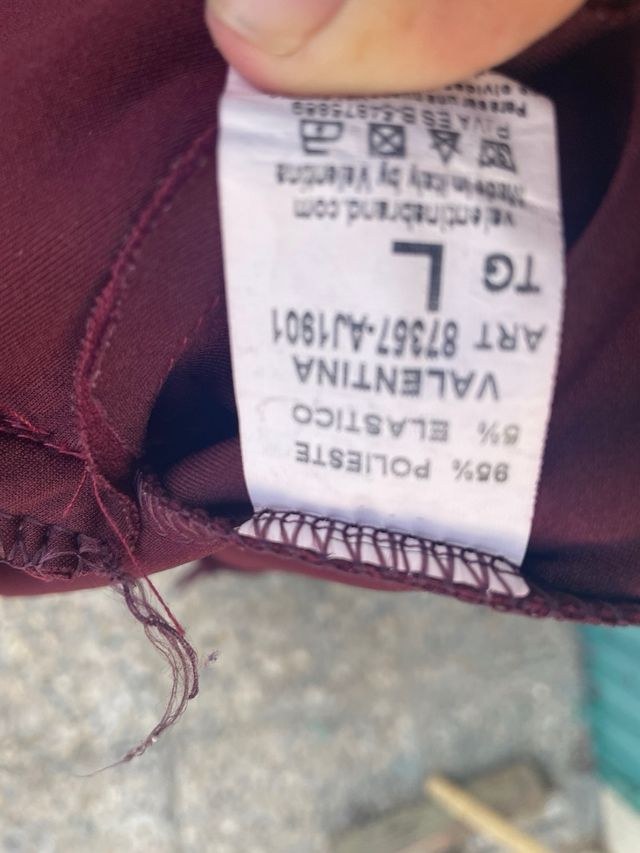 95% POLIESTE
5% ELASTICO
VALENTINA
ART 87367-AJ1901
TG L
valentinabrand.com
Made in Italy by Valentina
P.IVA ES